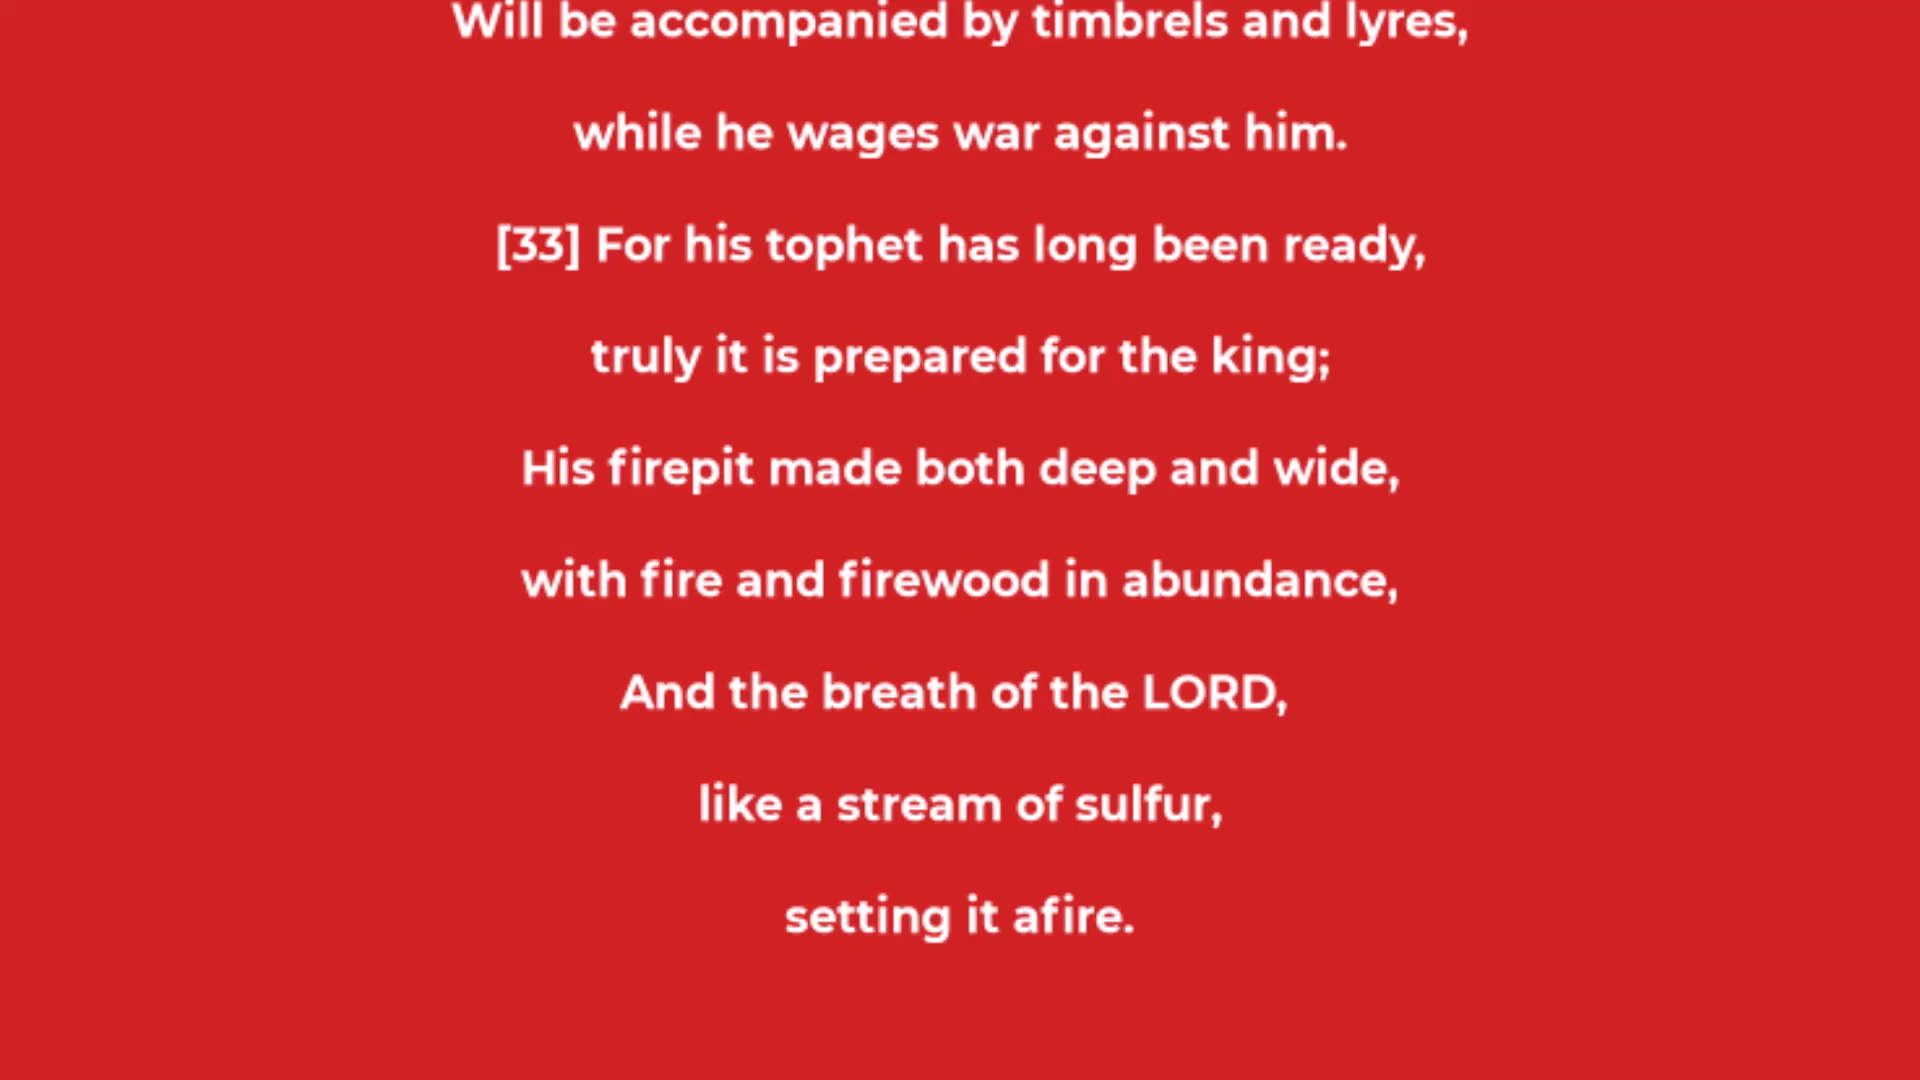 Will be accompanied by timbrels and lyres,
while he wages war against him.
[33] For his tophet has long been ready,
truly it is prepared for the king;
His firepit made both deep and wide,
with fire and firewood in abundance,
And the breath of the LORD,
like a stream of sulfur,
setting it afire.